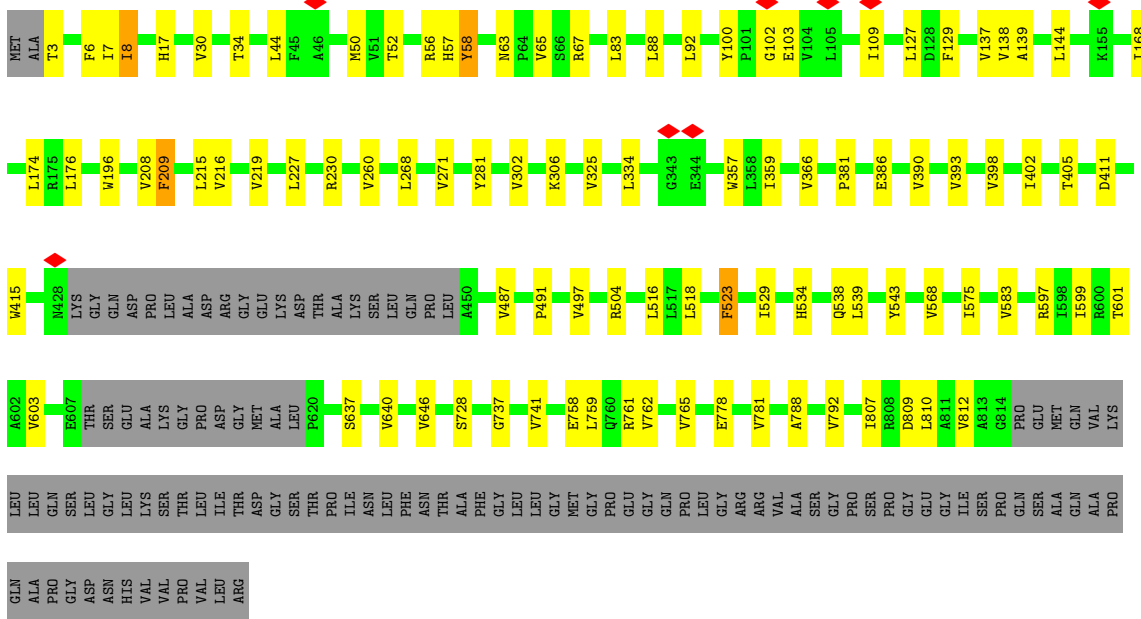 MET ALA T3 F6 I7 I8 H17 V30 T34 L44 F45 A46 M50 V51 T52 R56 H57 Y58 N63 P64 V65 S66 R67 L83 L88 L92 Y100 P101 G102 E103 V104 L105 I109 L127 D128 F129 V137 V138 A139 L144 K155 I168
L174 R175 L176 W196 V208 F209 L215 V216 V219 L227 R230 V260 L268 V271 Y281 V302 K306 V325 L334 G343 E344 W357 L358 I359 V366 P381 E386 V390 V393 V398 I402 T405 D411
W415 N428 LYS GLY GLN ASP PRO LEU ALA ASP ARG GLY GLU LYS ASP THR ALA LYS SER LEU GLN PRO LEU A450 V487 P491 V497 R504 L516 L517 L518 F523 I529 H534 Q538 L539 Y543 V568 I575 V583 R597 I598 I599 R600 T601
A602 V603 E607 THR SER GLU ALA LYS GLY PRO ASP GLY MET ALA LEU P620 S637 V640 V646 S728 G737 V741 E758 L759 Q760 R761 V762 V765 E778 V781 A788 V792 I807 R808 D809 L810 A811 V812 A813 G814 PRO GLU MET GLN VAL LYS
LEU LEU GLN SER LEU GLY LEU LYS SER THR LEU ILE THR ASP GLY SER THR PRO ILE ASN LEU PHE ASN THR ALA PHE GLY LEU LEU GLY MET GLY PRO GLU GLY GLN PRO LEU GLY ARG ARG VAL ALA SER GLY PRO SER PRO GLY GLU GLY ILE SER PRO GLN SER ALA GLN ALA PRO
GLN ALA PRO GLY ASP ASN HIS VAL VAL PRO VAL LEU ARG